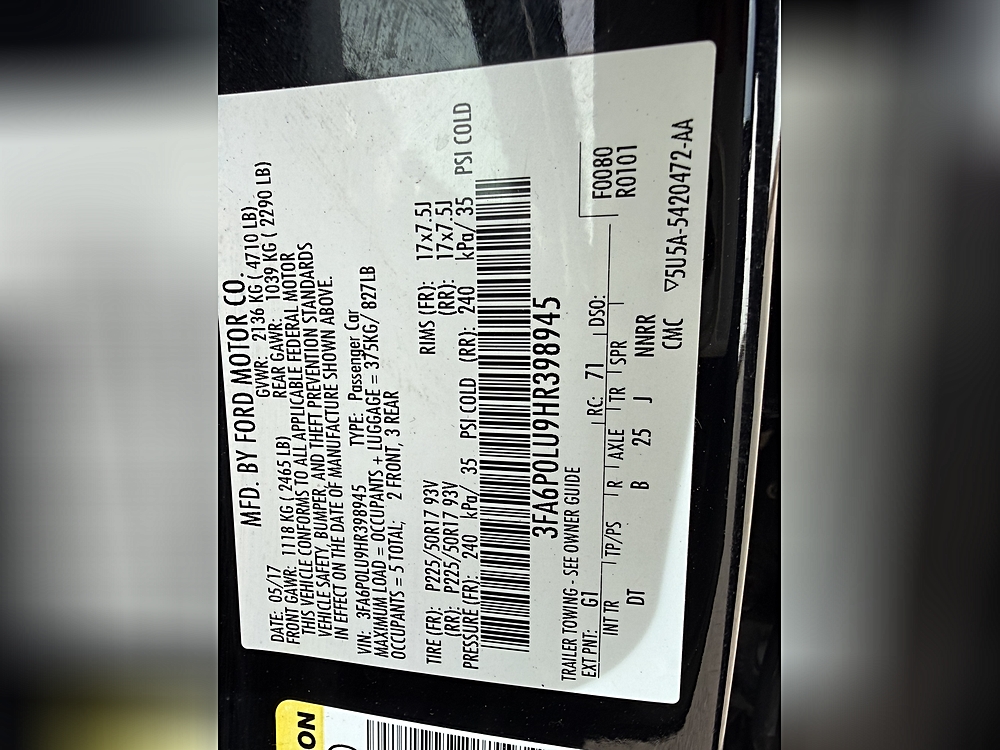 MFD. BY FORD MOTOR CO.
DATE: 05/17 GVWR: 2136 KG ( 4710 LB)
FRONT GAWR: 1118 KG ( 2465 LB) REAR GAWR: 1039 KG ( 2290 LB)
THIS VEHICLE CONFORMS TO ALL APPLICABLE FEDERAL MOTOR
VEHICLE SAFETY, BUMPER, AND THEFT PREVENTION STANDARDS
IN EFFECT ON THE DATE OF MANUFACTURE SHOWN ABOVE.
VIN: 3FA6P0LU9HR398945 TYPE: Passenger Car
MAXIMUM LOAD = OCCUPANTS + LUGGAGE = 375KG/ 827LB
OCCUPANTS = 5 TOTAL; 2 FRONT, 3 REAR
TIRE (FR): P225/50R17 93V RIMS (FR): 17x7.5J
(RR): P225/50R17 93V (RR): 17x7.5J
PRESSURE (FR): 240 kPa/ 35 PSI COLD (RR): 240 kPa/ 35 PSI COLD
3FA6P0LU9HR398945
TRAILER TOWING - SEE OWNER GUIDE
EXT PNT: G1 RC: 71 DSO: F0080
R0101
INT TR TP/PS R AXLE TR SPR
DT B 25 J NNRR
CMC ▽5U5A-5420472-AA
ON